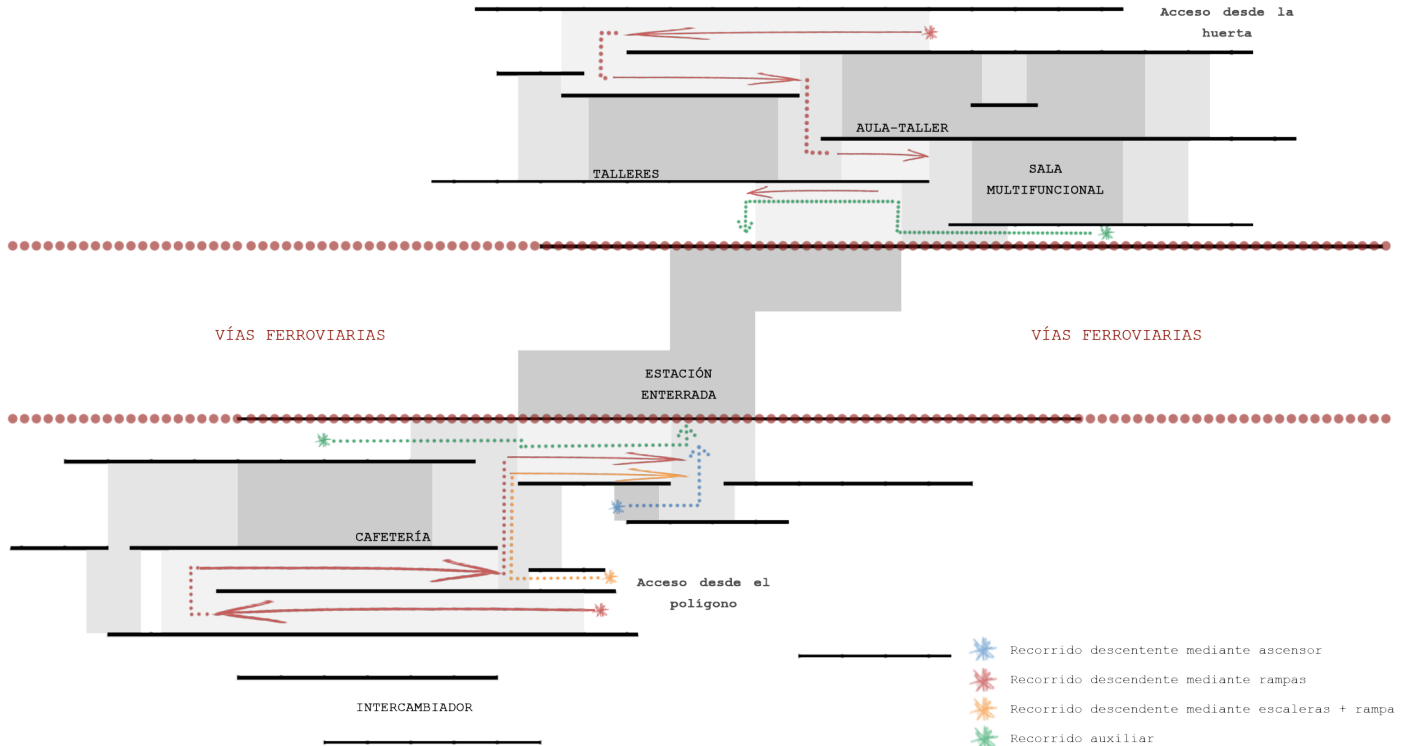 Acceso desde la
huerta
AULA-TALLER
TALLERES
SALA
MULTIFUNCIONAL
VÍAS FERROVIARIAS
VÍAS FERROVIARIAS
ESTACIÓN
ENTERRADA
CAFETERÍA
Acceso desde el
polígono
INTERCAMBIADOR
Recorrido descentente mediante ascensor
Recorrido descendente mediante rampas
Recorrido descendente mediante escaleras + rampa
Recorrido auxiliar